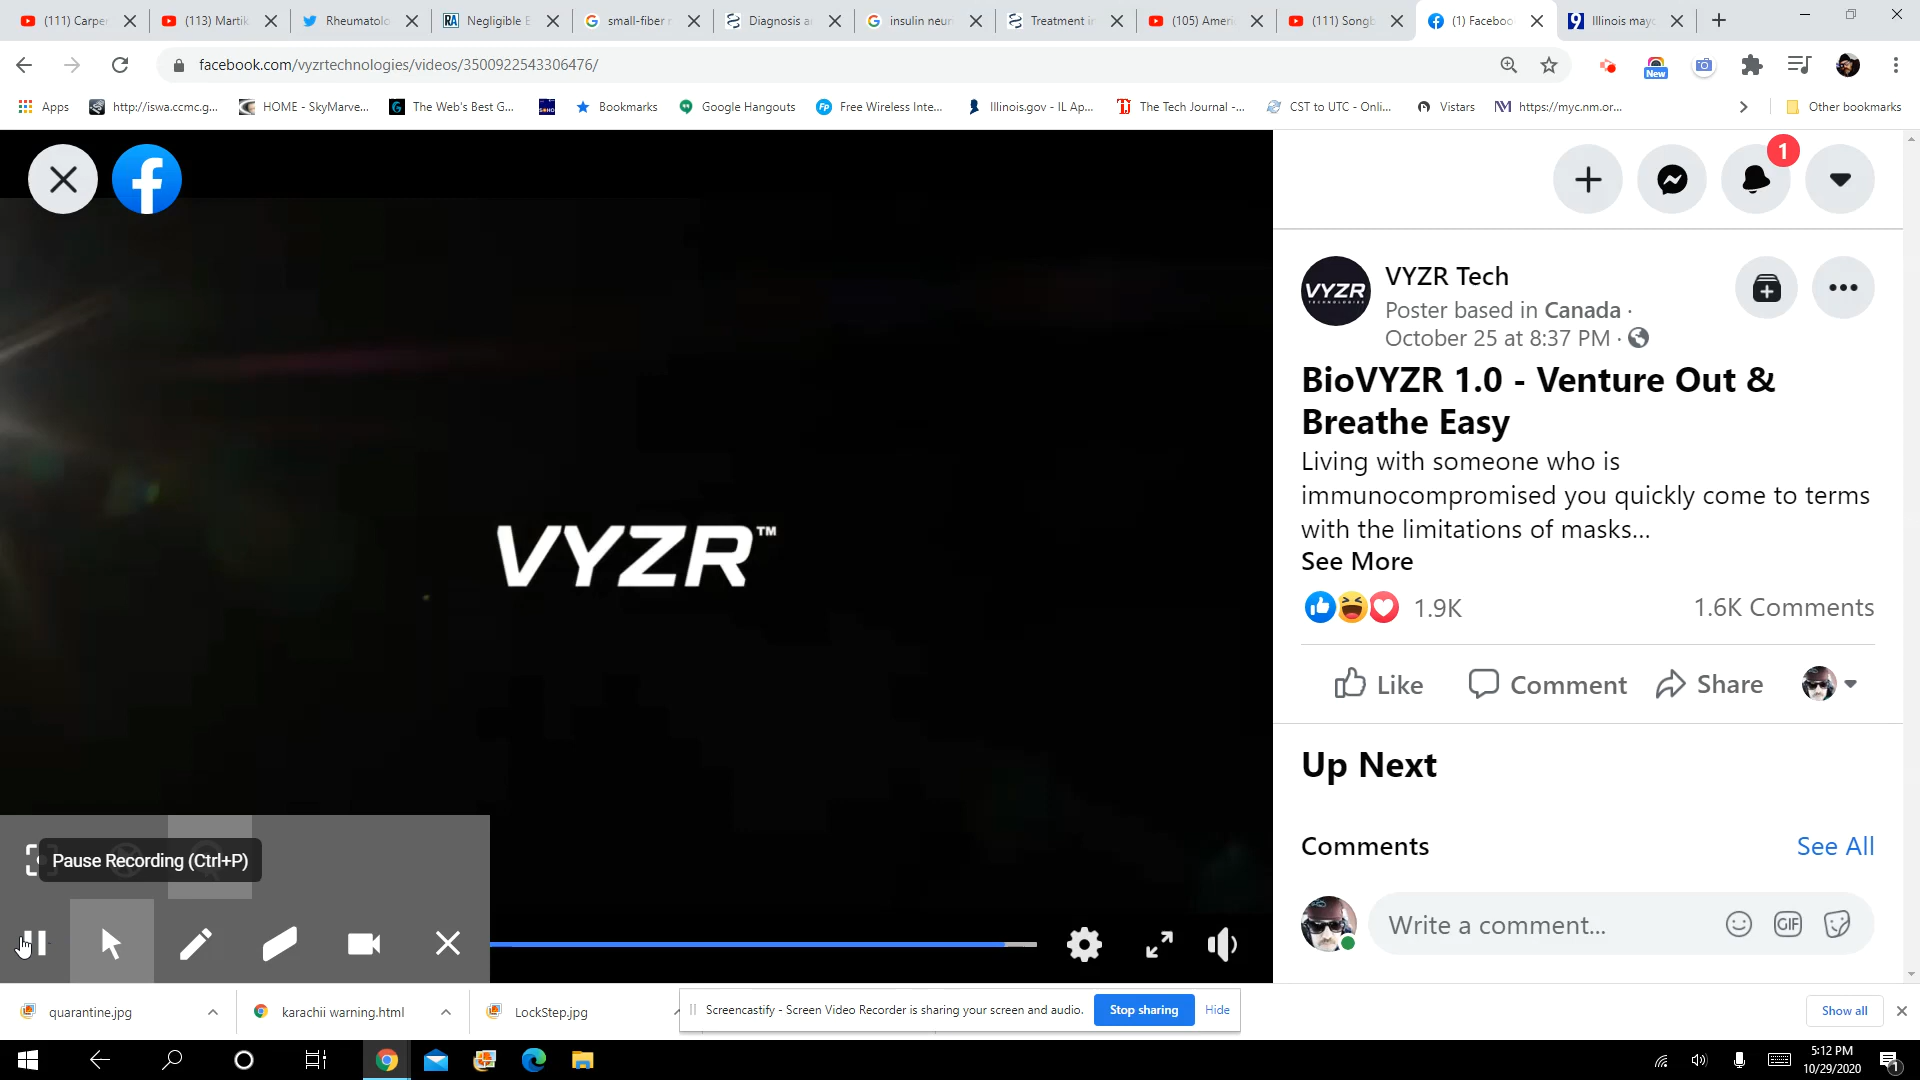 (111) Carpe
(113) Martik
Rheumatolo
Negligible E
small-fiber n
Diagnosis a
insulin neur
Treatment in
(105) Ameri
(111) Songb
(1) Faceboo
Illinois may
facebook.com/vyzrtechnologies/videos/3500922543306476/
New
Apps
http://iswa.ccmc.g...
HOME - SkyMarve...
The Web's Best G...
Bookmarks
Google Hangouts
Free Wireless Inte...
Illinois.gov - IL Ap...
The Tech Journal -...
CST to UTC - Onli...
Vistars
https://myc.nm.or...
Other bookmarks
1
VYZR
TECHNOLOGIES
VYZR Tech
Poster based in Canada ·
October 25 at 8:37 PM ·
BioVYZR 1.0 - Venture Out &
Breathe Easy
Living with someone who is
immunocompromised you quickly come to terms
with the limitations of masks...
See More
1.9K
1.6K Comments
Like
Comment
Share
VYZR™
Up Next
Comments
See All
Write a comment...
GIF
Pause Recording (Ctrl+P)
quarantine.jpg
karachii warning.html
LockStep.jpg
Screencastify - Screen Video Recorder is sharing your screen and audio.
Stop sharing
Hide
Show all
5:12 PM
10/29/2020
1